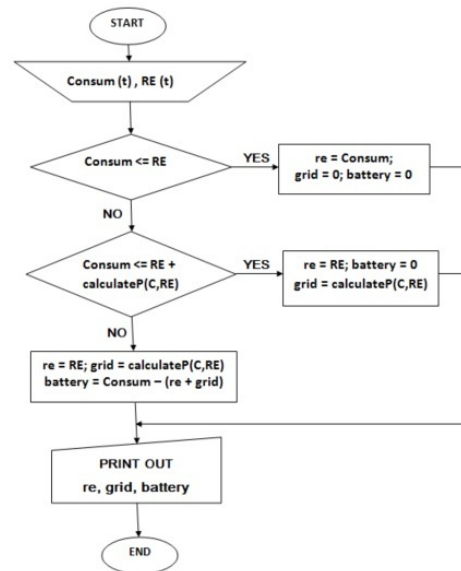 START
Consum (t) , RE (t)
Consum <= RE
YES
re = Consum;
grid = 0; battery = 0
NO
Consum <= RE +
calculateP(C,RE)
YES
re = RE; battery = 0
grid = calculateP(C,RE)
NO
re = RE; grid = calculateP(C,RE)
battery = Consum – (re + grid)
PRINT OUT
re, grid, battery
END